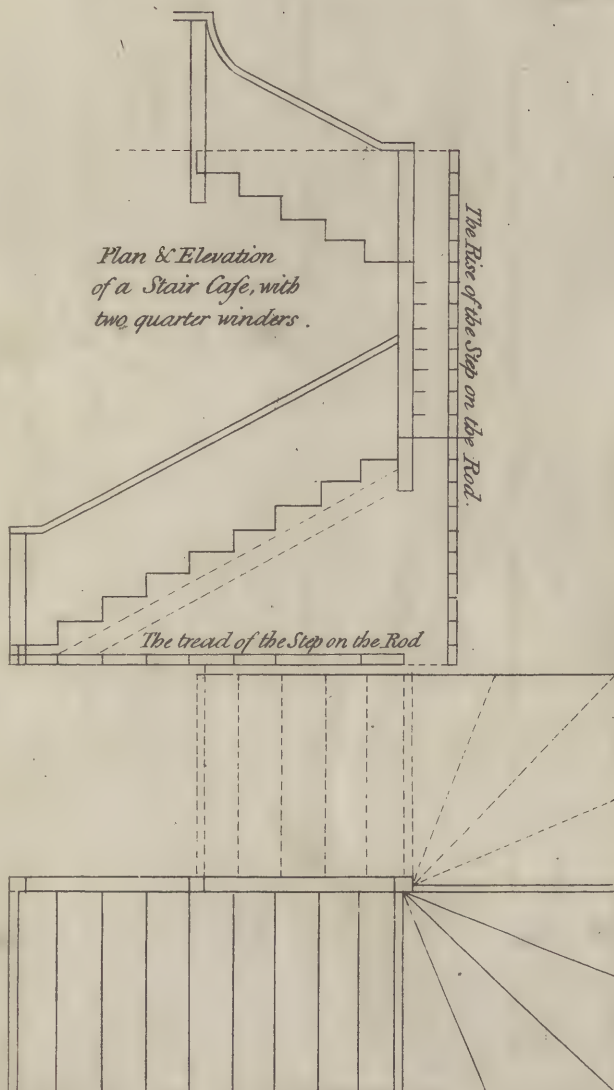 Plan & Elevation
of a Stair Cafe, with
two quarter winders.
The Rise of the Step on the Rod.
The tread of the Step on the Rod